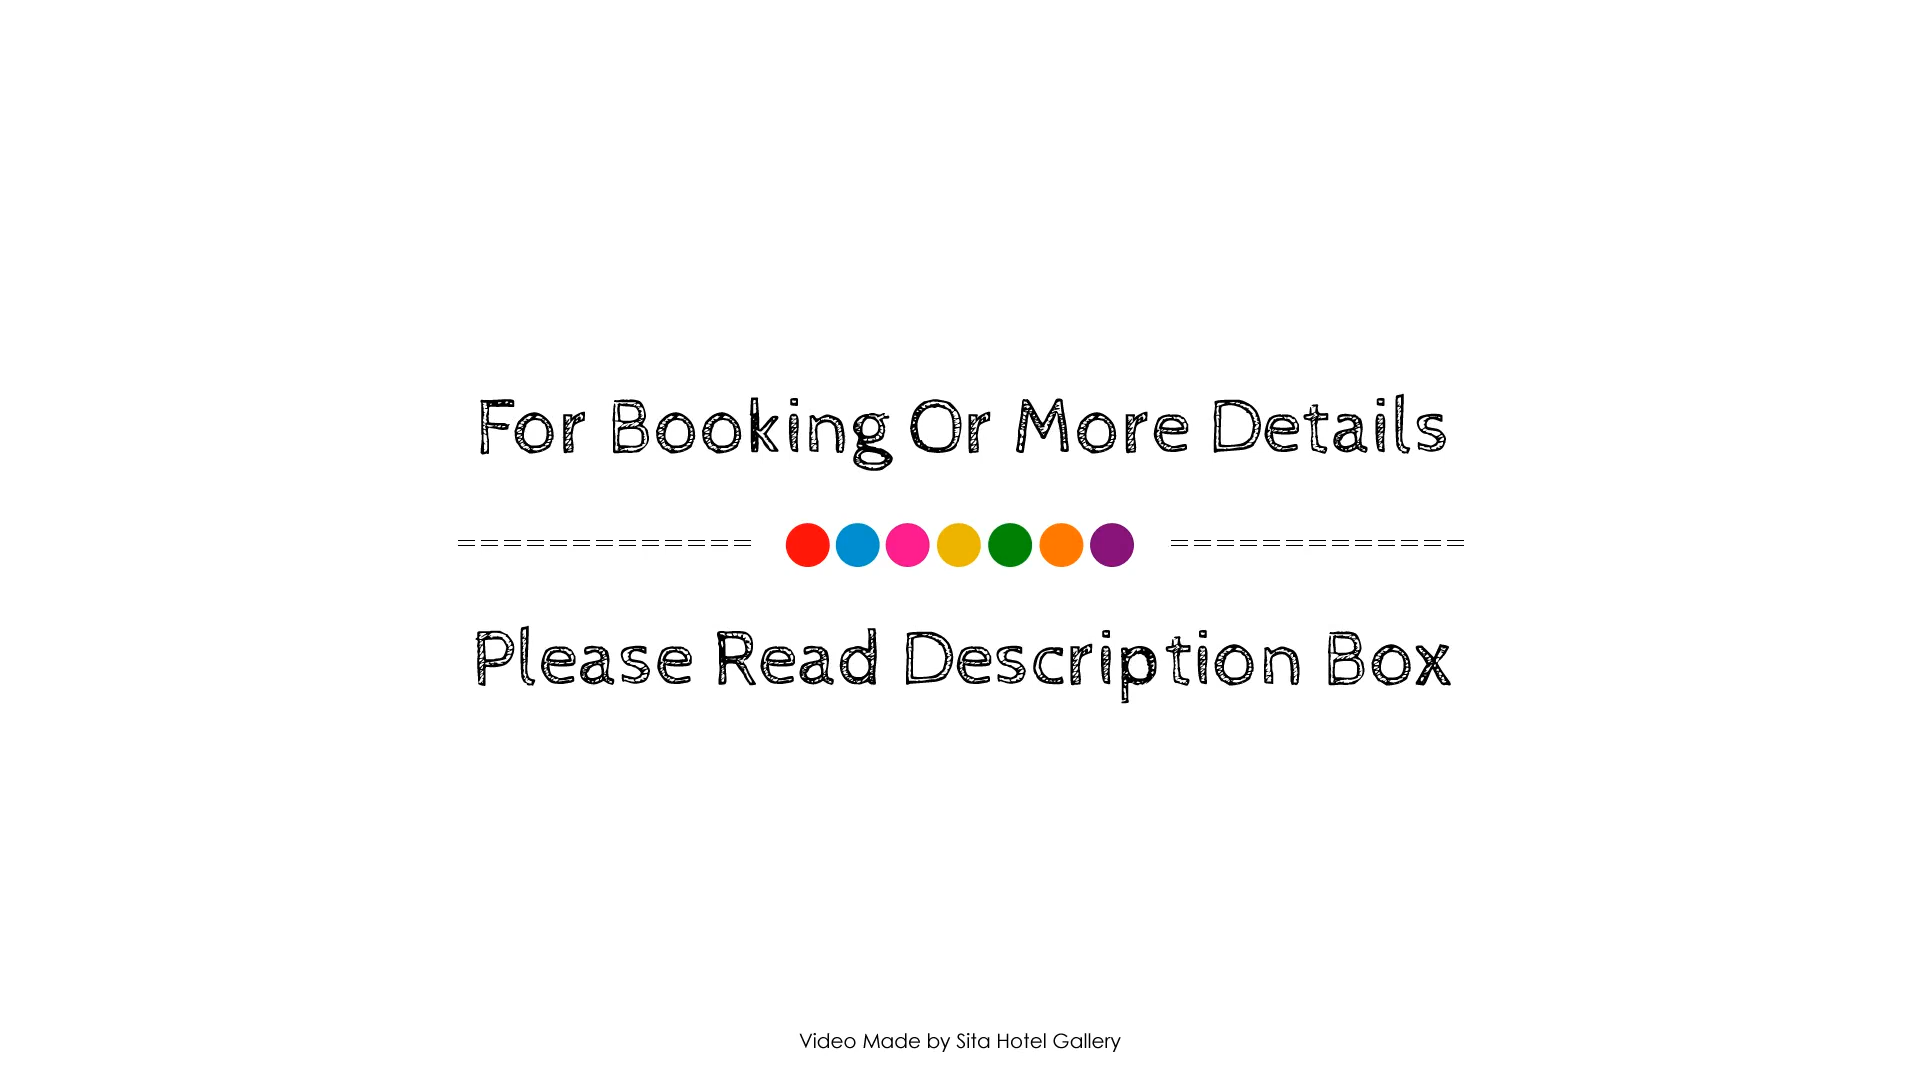 For Booking Or More Details
============= =============
Please Read Description Box
Video Made by Sita Hotel Gallery